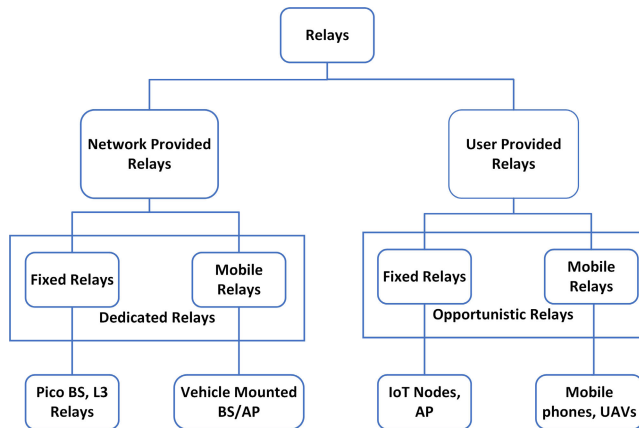 Relays
Network Provided
Relays
User Provided
Relays
Fixed Relays
Mobile
Relays
Dedicated Relays
Fixed Relays
Mobile
Relays
Opportunistic Relays
Pico BS, L3
Relays
Vehicle Mounted
BS/AP
IoT Nodes,
AP
Mobile
phones, UAVs